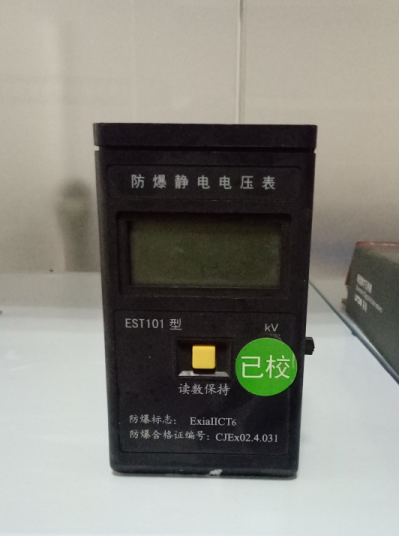 防爆静电电压表
EST101 型
kV
已校
读数保持
防爆标志： ExiaIICT6
防爆合格证编号： CJEx02.4.031